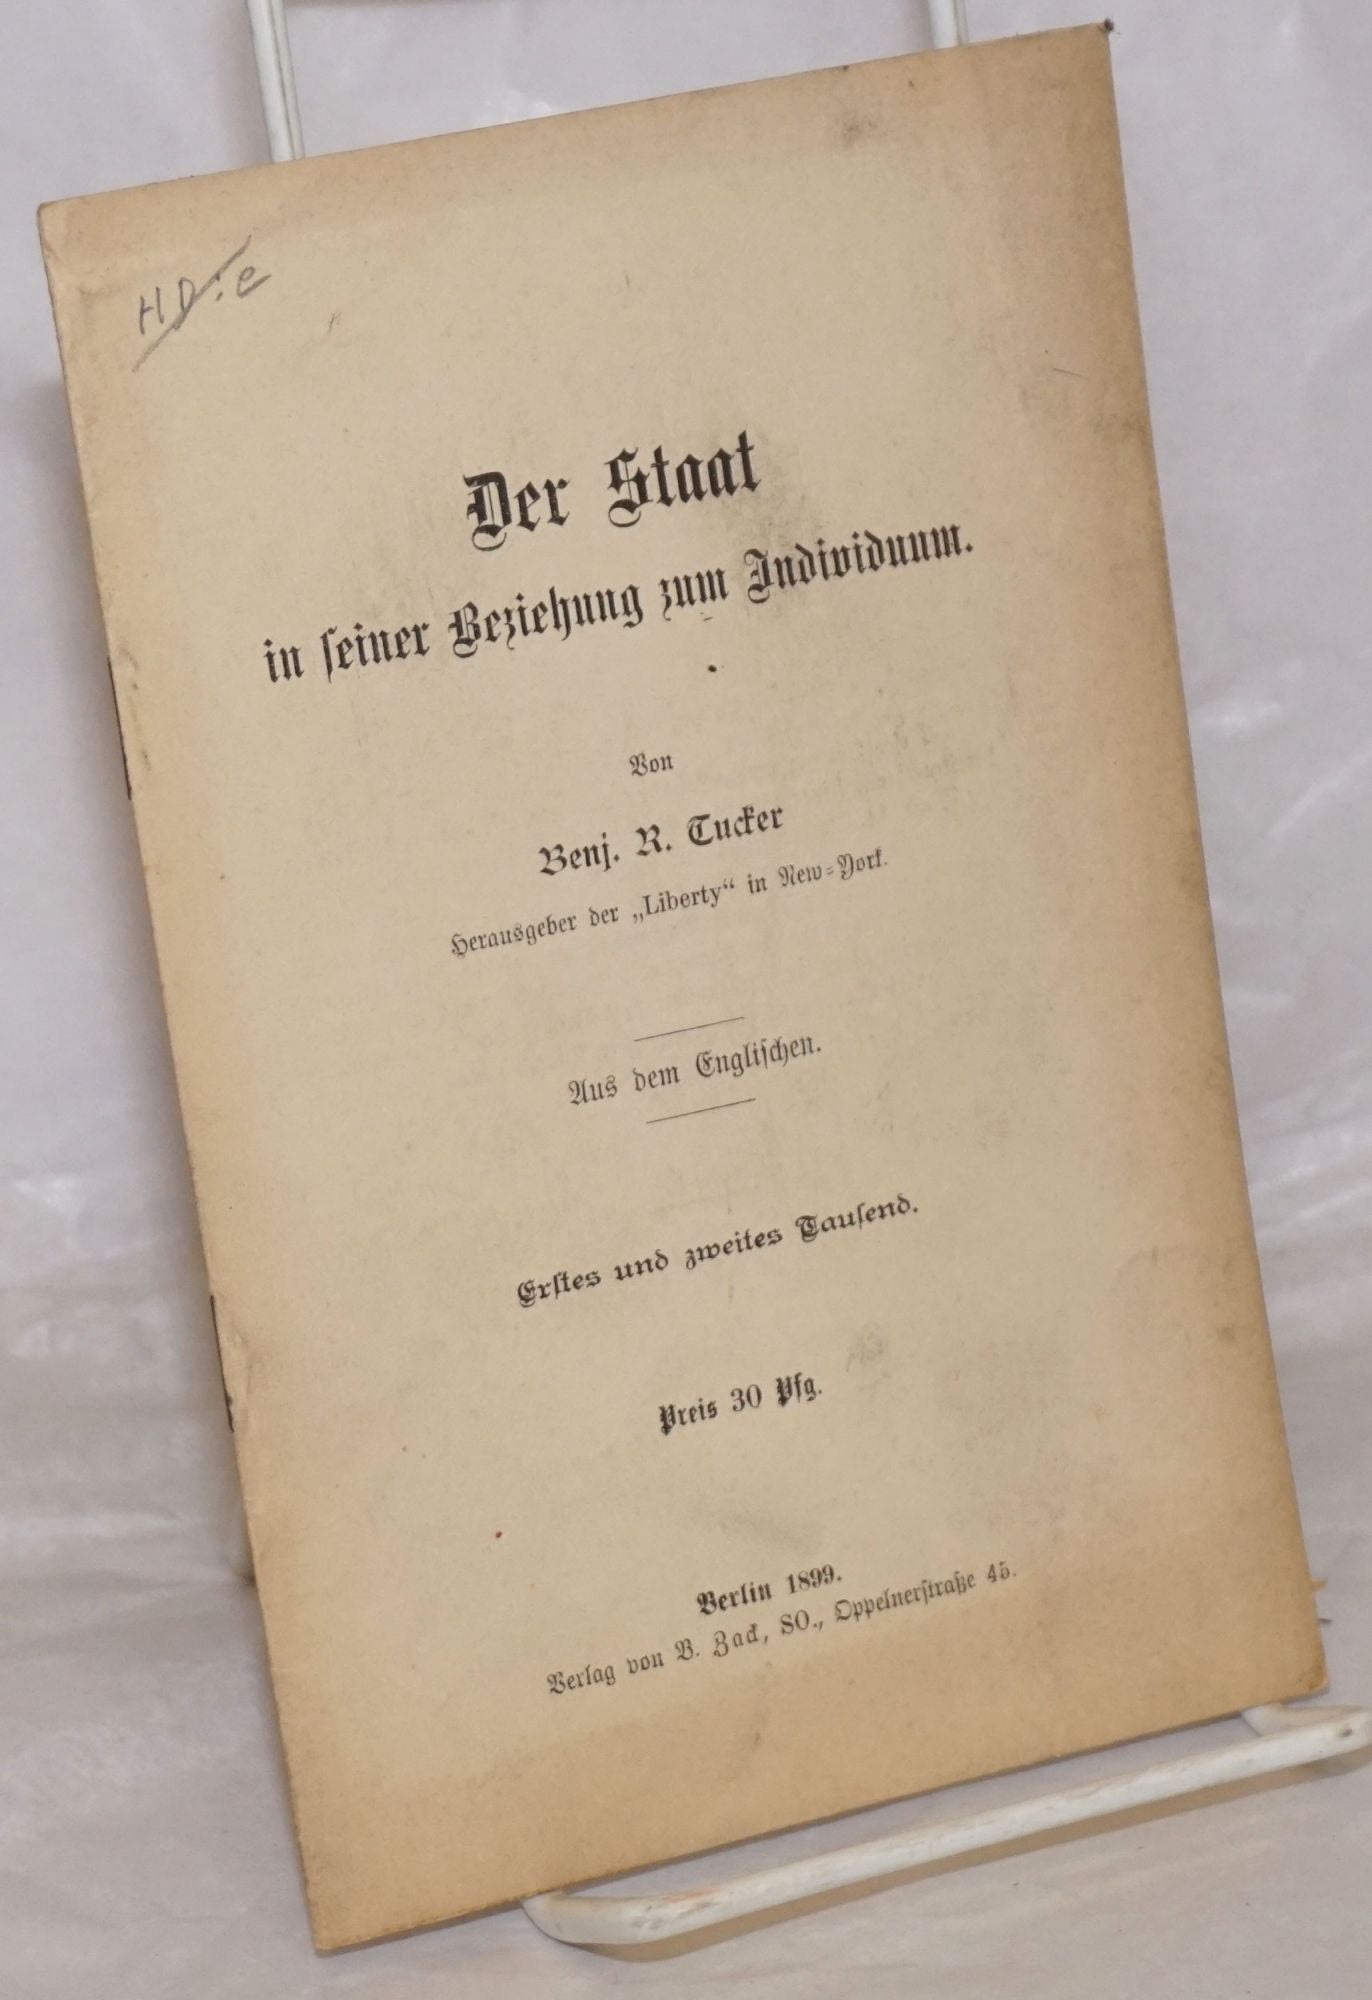 Der Staat
in seiner Beziehung zum Individuum.
Von
Benj. R. Tucker
Herausgeber der „Liberty“ in New-York.
Aus dem Englischen.
Erstes und zweites Tausend.
Preis 30 Pfg.
Berlin 1899.
Verlag von B. Zack, SO., Oppelnerstraße 45.